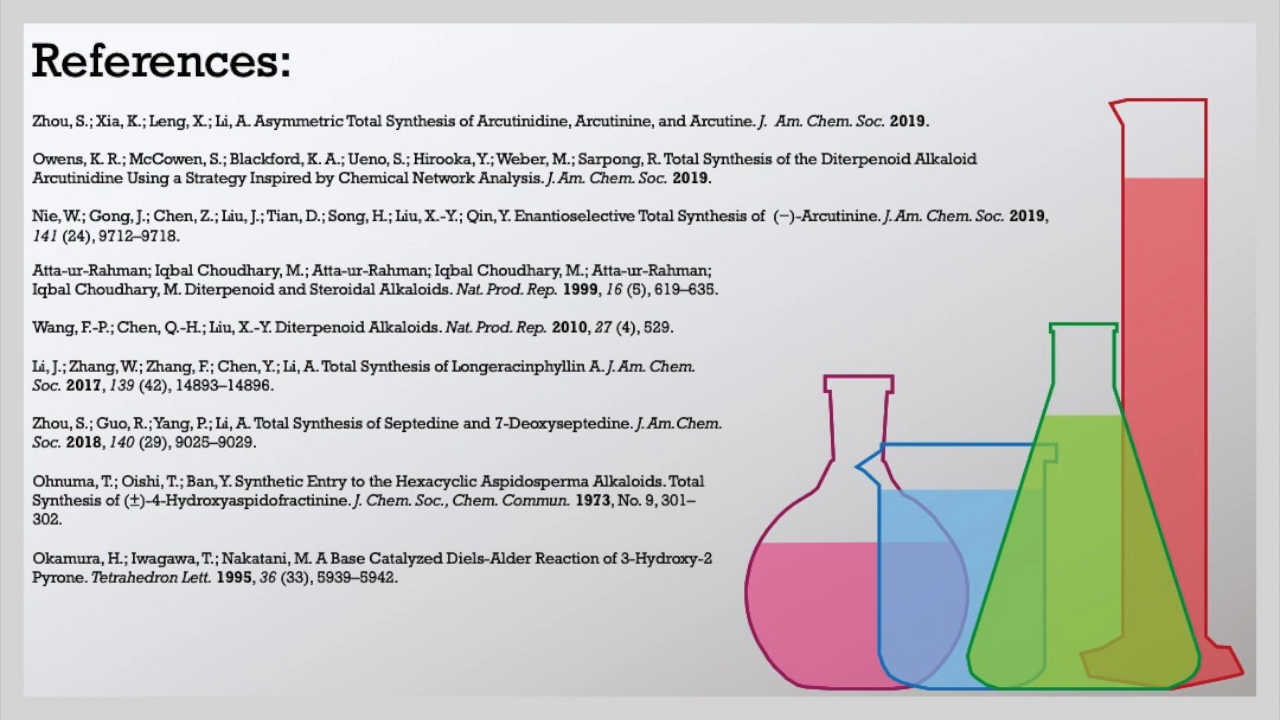 References:
Zhou, S.; Xia, K.; Leng, X.; Li, A. Asymmetric Total Synthesis of Arcutinidine, Arcutinine, and Arcutine. J. Am. Chem. Soc. 2019.
Owens, K. R.; McCowen, S.; Blackford, K. A.; Ueno, S.; Hirooka, Y.; Weber, M.; Sarpong, R. Total Synthesis of the Diterpenoid Alkaloid
Arcutinidine Using a Strategy Inspired by Chemical Network Analysis. J. Am. Chem. Soc. 2019.
Nie, W.; Gong, J.; Chen, Z.; Liu, J.; Tian, D.; Song, H.; Liu, X.-Y.; Qin, Y. Enantioselective Total Synthesis of (−)-Arcutinine. J. Am. Chem. Soc. 2019,
141 (24), 9712–9718.
Atta-ur-Rahman; Iqbal Choudhary, M.; Atta-ur-Rahman; Iqbal Choudhary, M.; Atta-ur-Rahman;
Iqbal Choudhary, M. Diterpenoid and Steroidal Alkaloids. Nat. Prod. Rep. 1999, 16 (5), 619–635.
Wang, F.-P.; Chen, Q.-H.; Liu, X.-Y. Diterpenoid Alkaloids. Nat. Prod. Rep. 2010, 27 (4), 529.
Li, J.; Zhang, W.; Zhang, F.; Chen, Y.; Li, A. Total Synthesis of Longeracinphyllin A. J. Am. Chem.
Soc. 2017, 139 (42), 14893–14896.
Zhou, S.; Guo, R.; Yang, P.; Li, A. Total Synthesis of Septedine and 7-Deoxyseptedine. J. Am. Chem.
Soc. 2018, 140 (29), 9025–9029.
Ohnuma, T.; Oishi, T.; Ban, Y. Synthetic Entry to the Hexacyclic Aspidosperma Alkaloids. Total
Synthesis of (±)-4-Hydroxyaspidofractinine. J. Chem. Soc., Chem. Commun. 1973, No. 9, 301–
302.
Okamura, H.; Iwagawa, T.; Nakatani, M. A Base Catalyzed Diels-Alder Reaction of 3-Hydroxy-2
Pyrone. Tetrahedron Lett. 1995, 36 (33), 5939–5942.